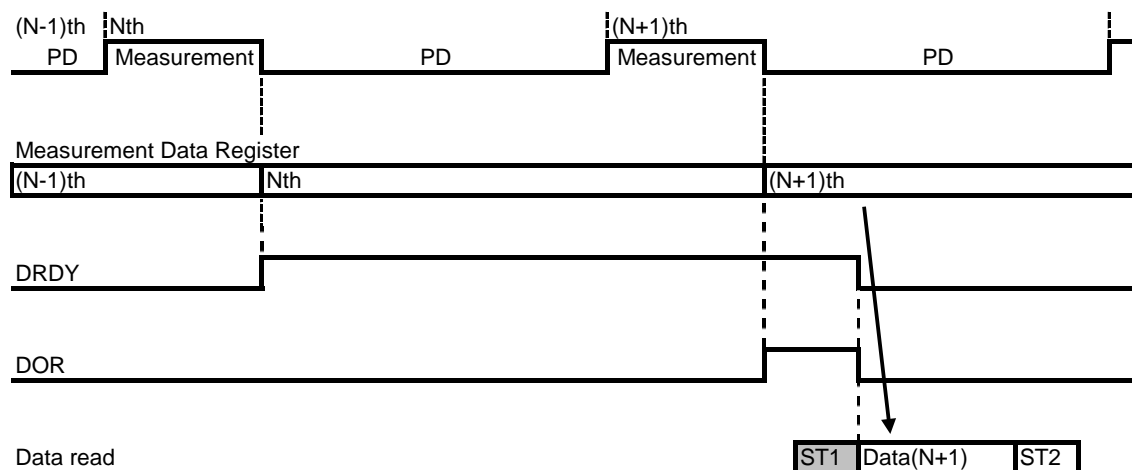 (N-1)th Nth (N+1)th
PD Measurement PD Measurement PD
Measurement Data Register
(N-1)th Nth (N+1)th
DRDY
DOR
Data read ST1 Data(N+1) ST2